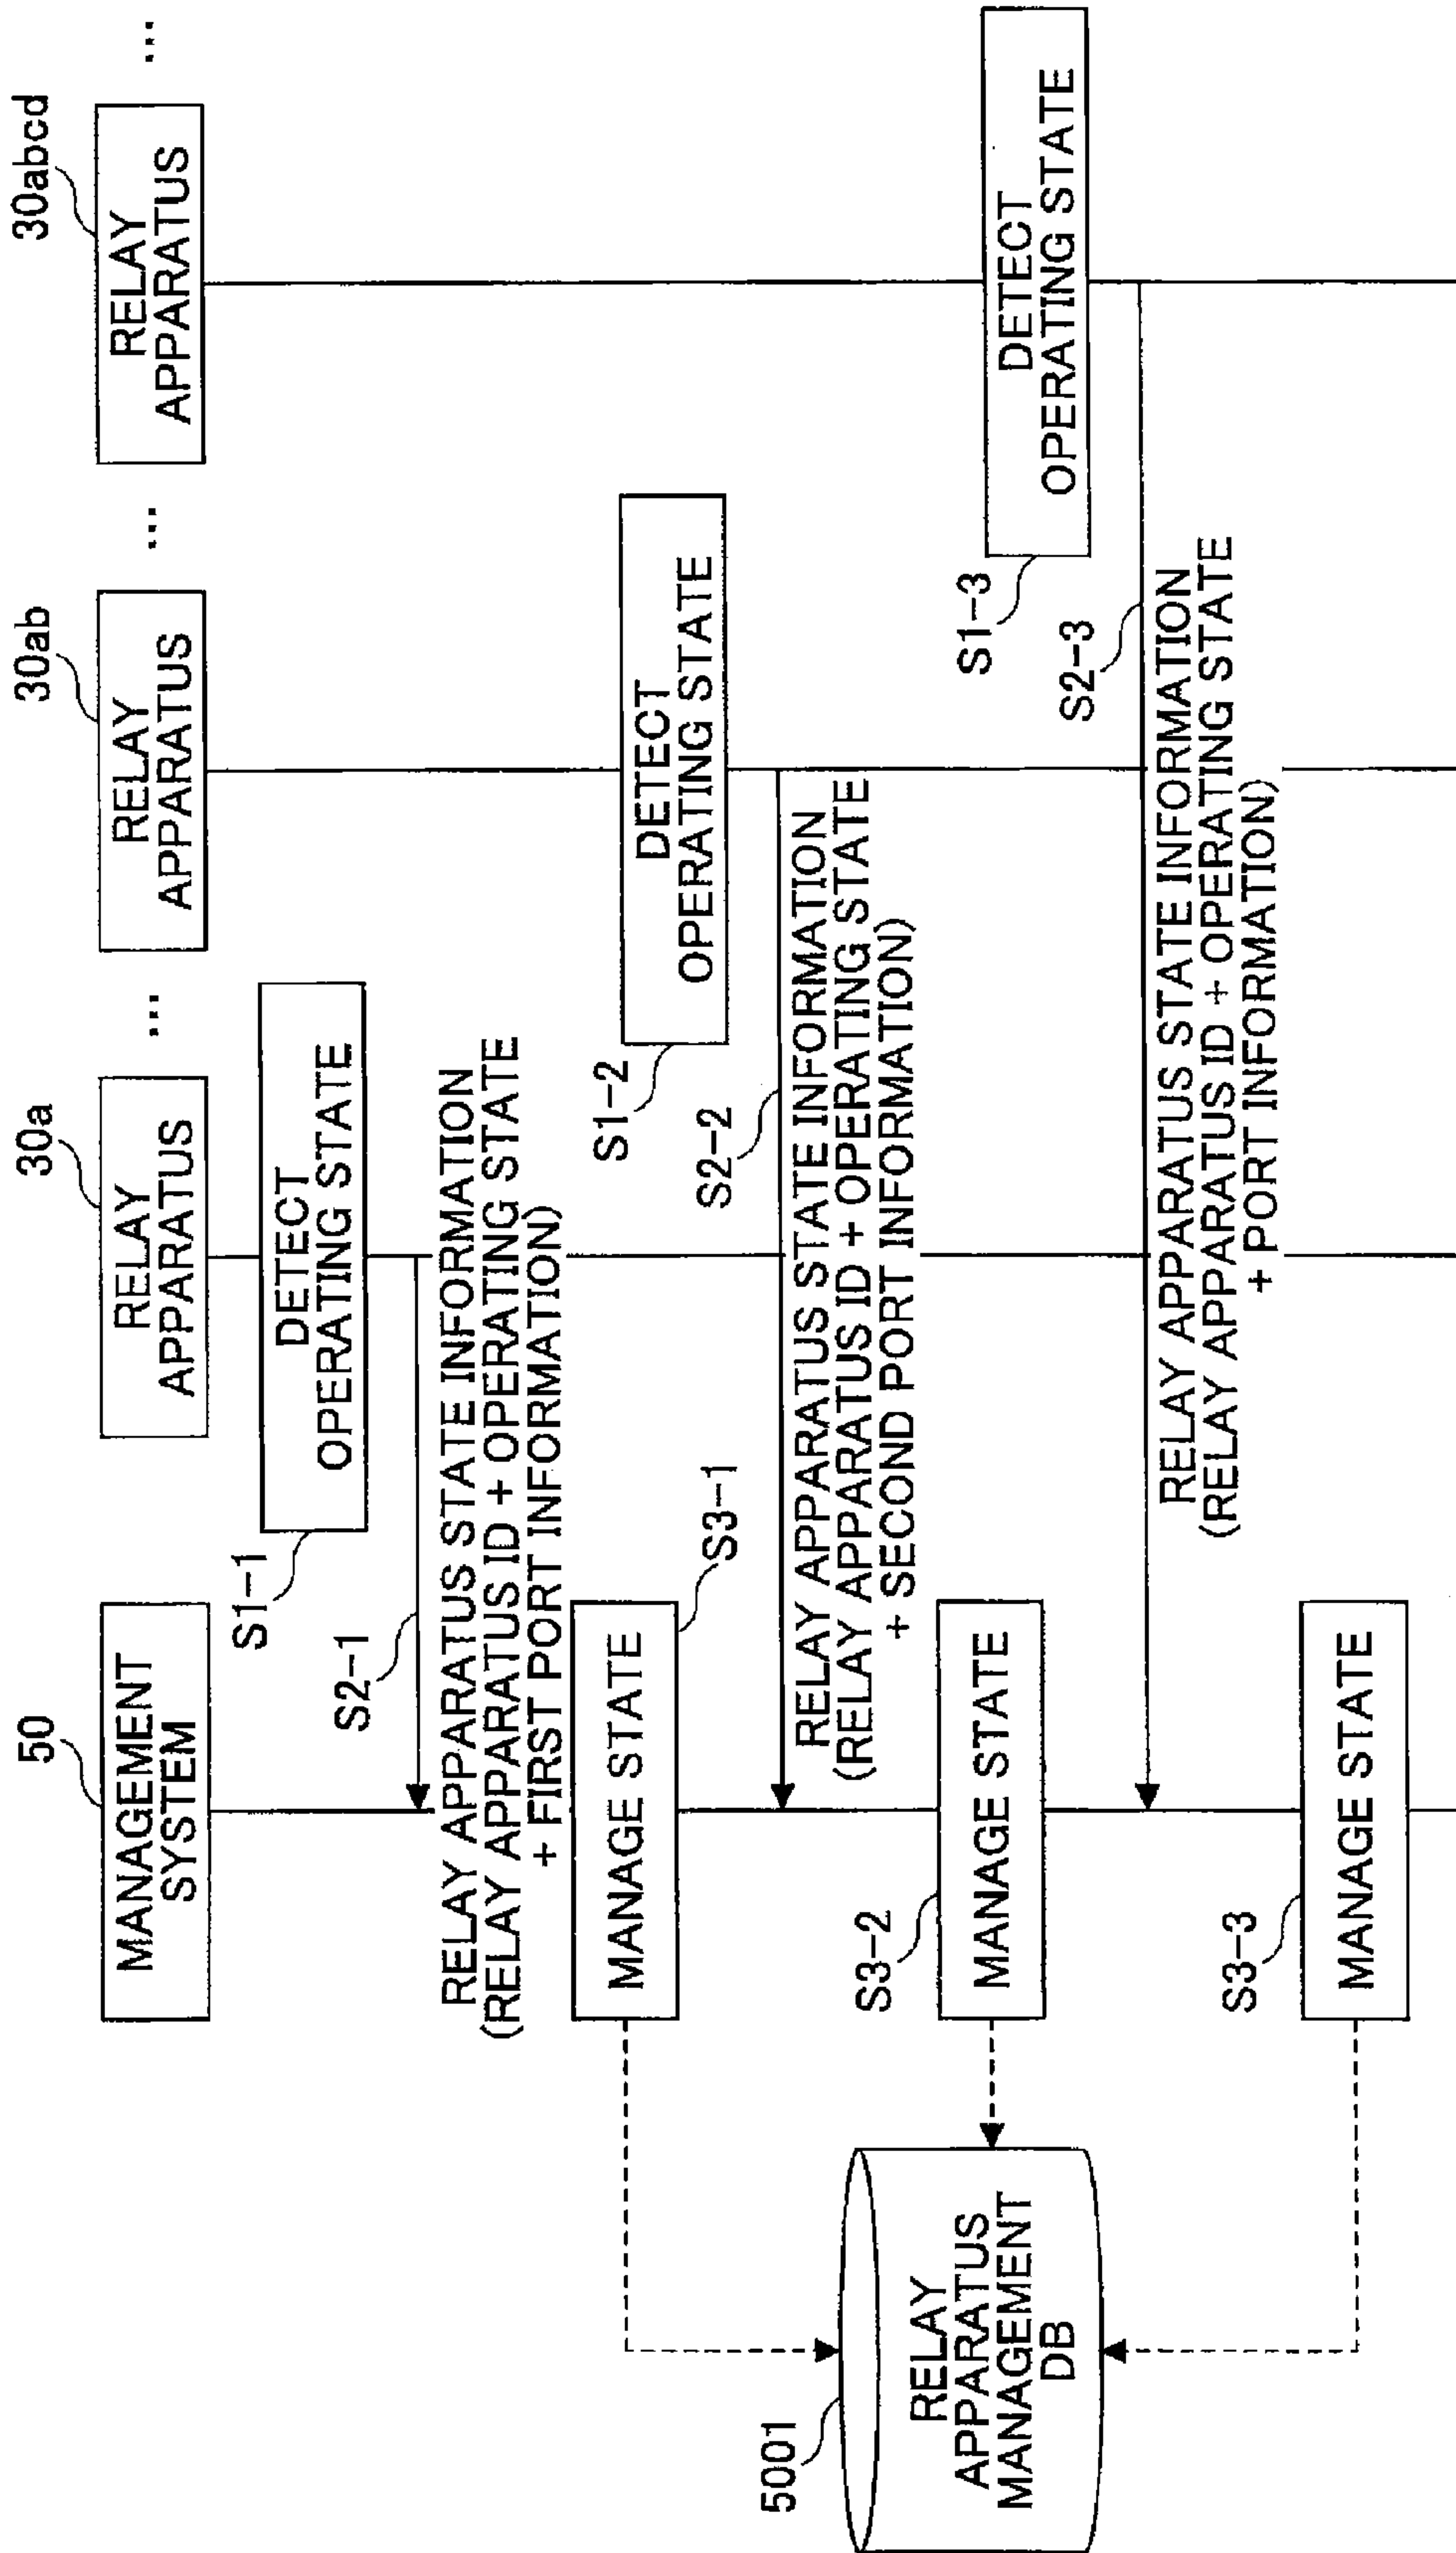 50
MANAGEMENT
SYSTEM
30a
RELAY
APPARATUS
...
30ab
RELAY
APPARATUS
...
30abcd
RELAY
APPARATUS
...
S1-1
DETECT
OPERATING STATE
S2-1
RELAY APPARATUS STATE INFORMATION
(RELAY APPARATUS ID + OPERATING STATE
+ FIRST PORT INFORMATION)
MANAGE STATE
S3-1
S1-2
DETECT
OPERATING STATE
S2-2
RELAY APPARATUS STATE INFORMATION
(RELAY APPARATUS ID + OPERATING STATE
+ SECOND PORT INFORMATION)
5001
RELAY
APPARATUS
MANAGEMENT
DB
S3-2
MANAGE STATE
S1-3
DETECT
OPERATING STATE
S2-3
RELAY APPARATUS STATE INFORMATION
(RELAY APPARATUS ID + OPERATING STATE
+ PORT INFORMATION)
S3-3
MANAGE STATE